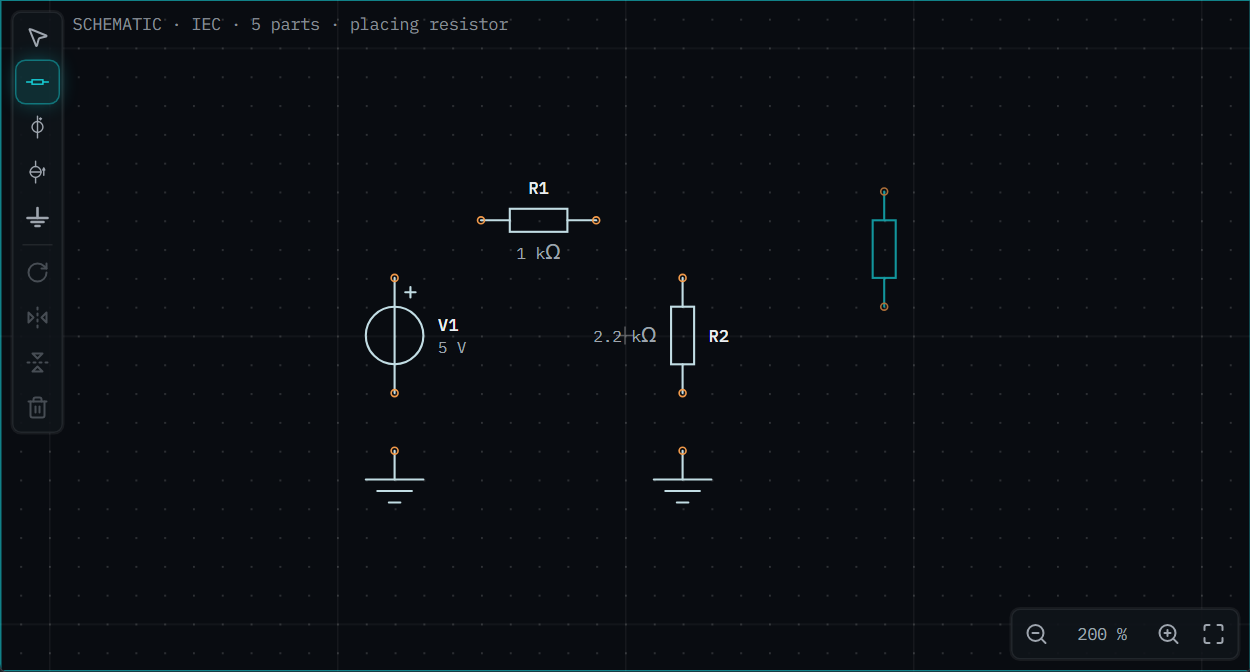 SCHEMATIC · IEC · 5 parts · placing resistor
R1
1 kΩ
+
V1
5 V
2.2 kΩ
R2
200 %